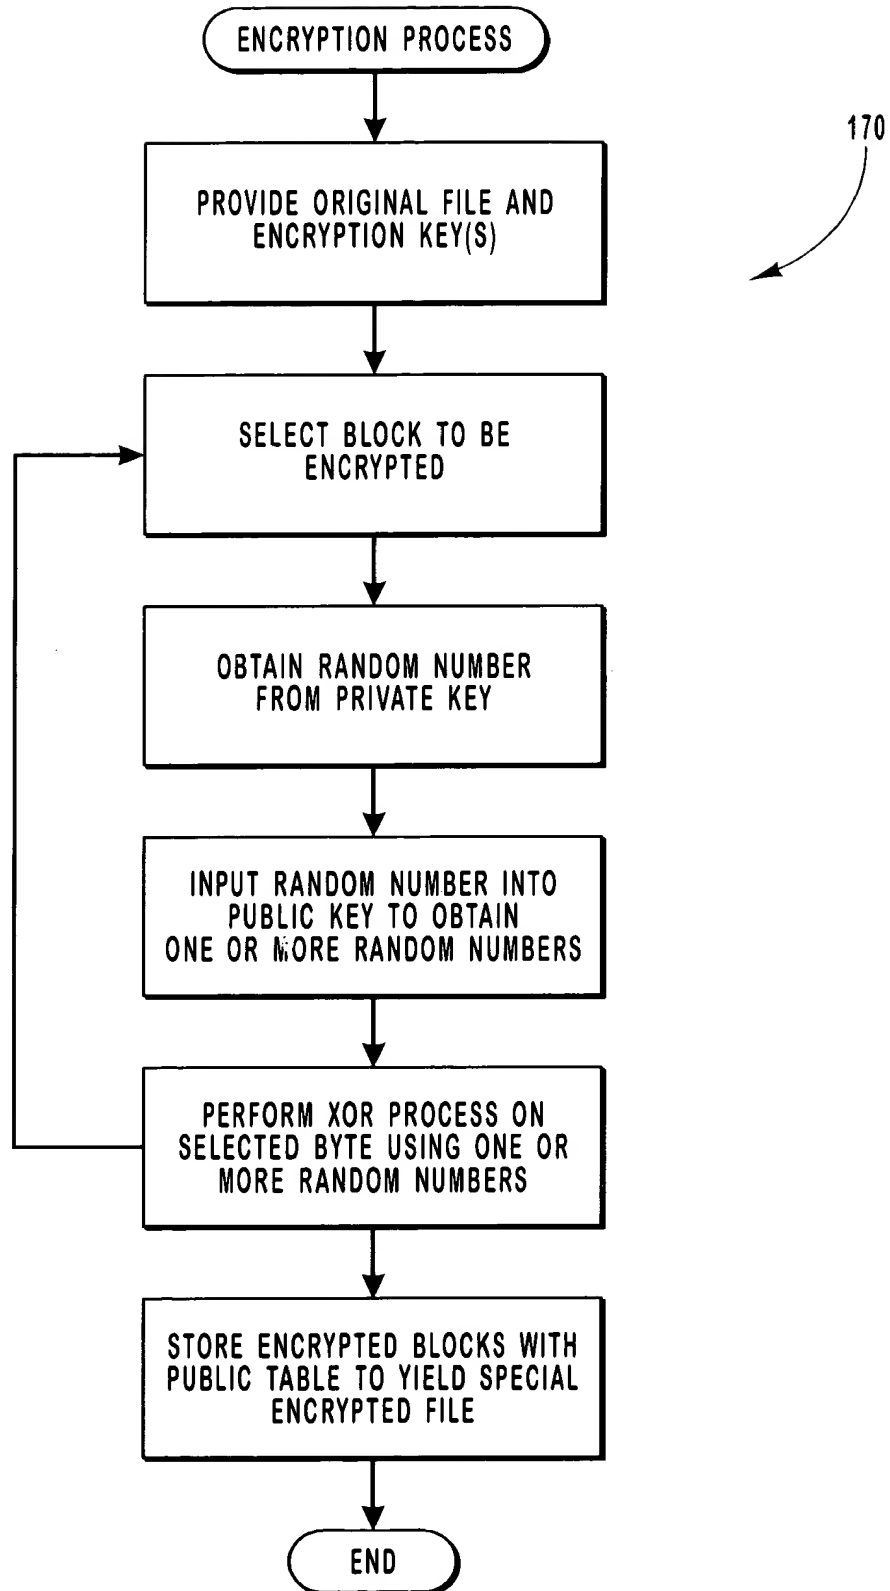 ENCRYPTION PROCESS
170
PROVIDE ORIGINAL FILE AND
ENCRYPTION KEY(S)
SELECT BLOCK TO BE
ENCRYPTED
OBTAIN RANDOM NUMBER
FROM PRIVATE KEY
INPUT RANDOM NUMBER INTO
PUBLIC KEY TO OBTAIN
ONE OR MORE RANDOM NUMBERS
PERFORM XOR PROCESS ON
SELECTED BYTE USING ONE OR
MORE RANDOM NUMBERS
STORE ENCRYPTED BLOCKS WITH
PUBLIC TABLE TO YIELD SPECIAL
ENCRYPTED FILE
END